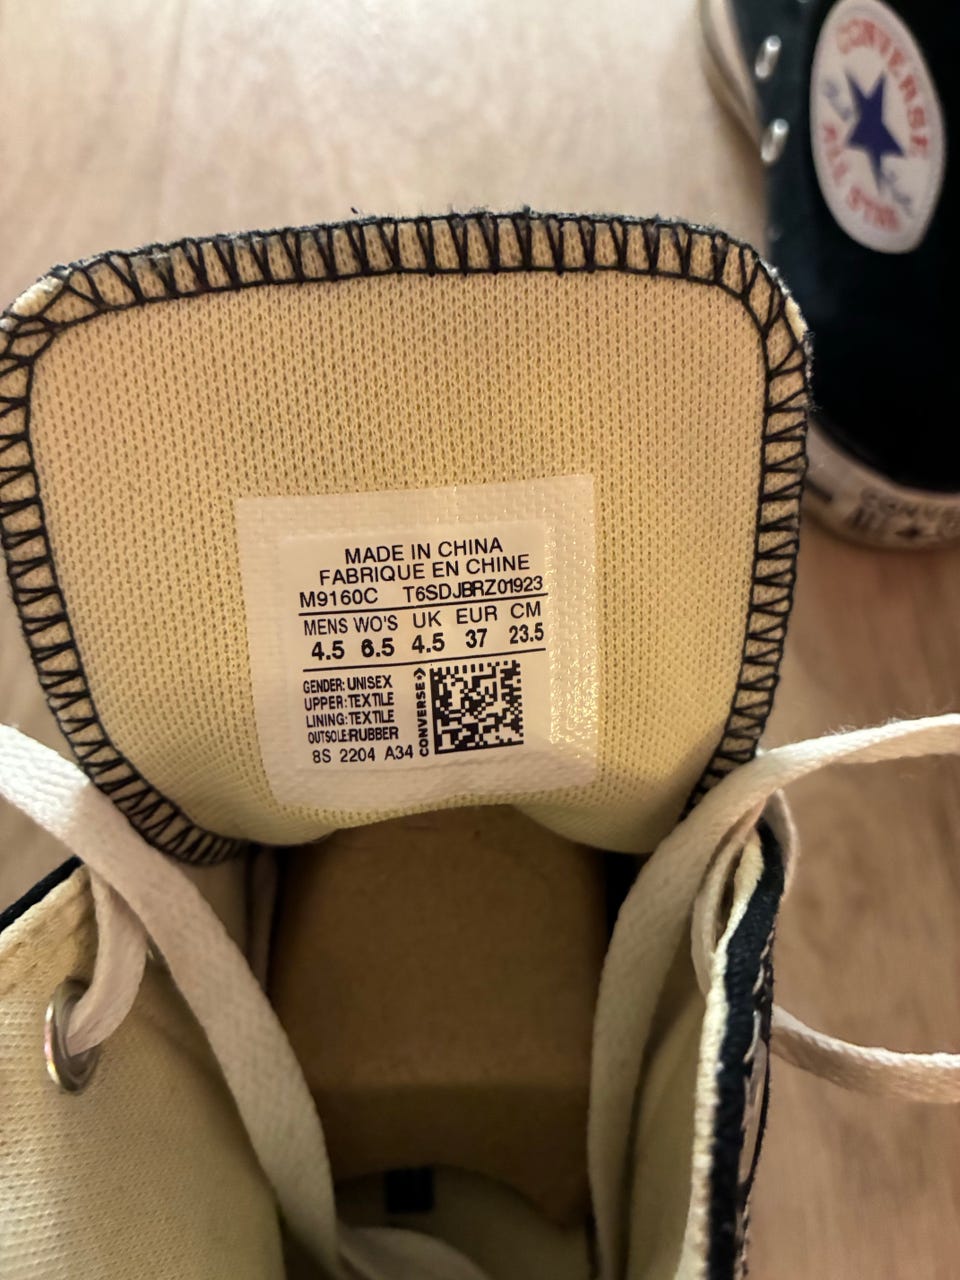 CONVERSE
ALL STAR
MADE IN CHINA
FABRIQUE EN CHINE
M9160C T6SDJBRZ01923
MENS WO'S UK EUR CM
4.5 6.5 4.5 37 23.5
GENDER: UNISEX
UPPER: TEXTILE
LINING: TEXTILE
OUTSOLE: RUBBER
8S 2204 A34
CONVERSE